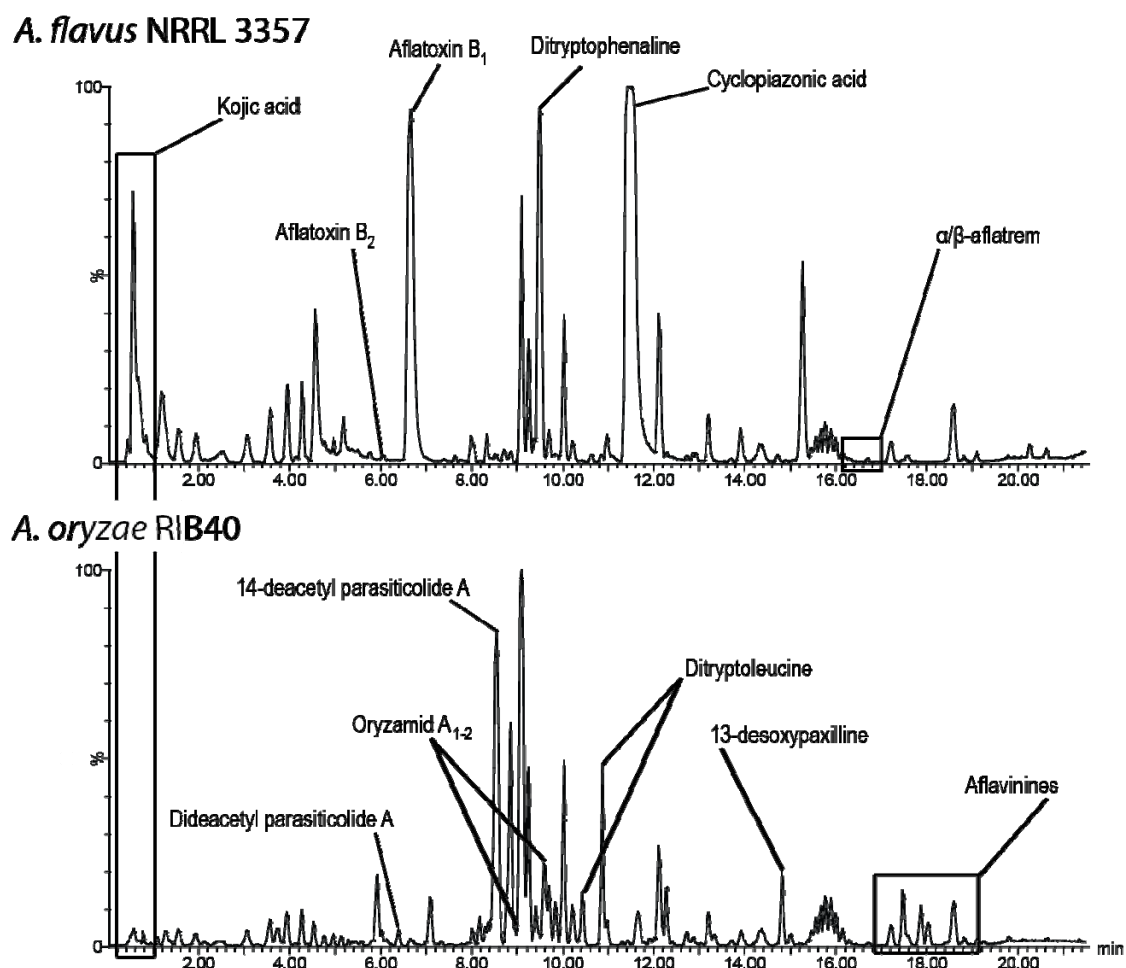 A. flavus NRRL 3357
Aflatoxin B1
Ditryptophenaline
Cyclopiazonic acid
100
Kojic acid
Aflatoxin B2
α/β-aflatrem
%
0
2.00 4.00 6.00 8.00 10.00 12.00 14.00 16.00 18.00 20.00
A. oryzae RIB40
100
14-deacetyl parasiticolide A
Ditryptoleucine
Oryzamid A1-2
13-desoxypaxilline
%
Aflavinines
Dideacetyl parasiticolide A
0
min
2.00 4.00 6.00 8.00 10.00 12.00 14.00 16.00 18.00 20.00